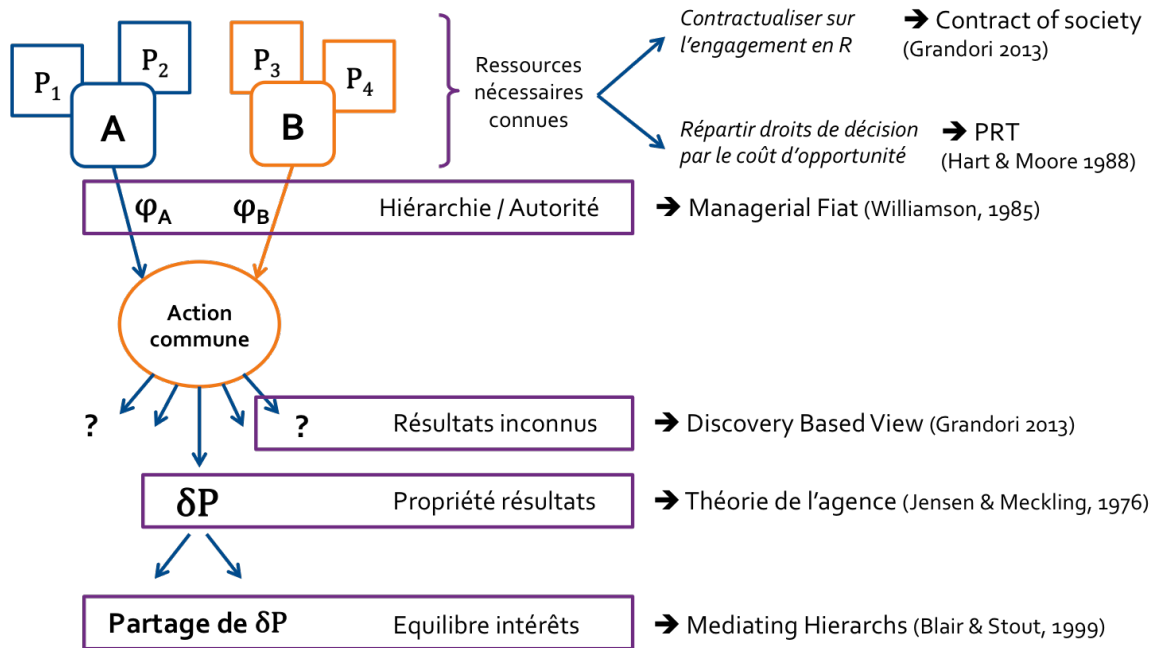 P1
P2
A
P3
P4
B
Ressources
nécessaires
connues
Contractualiser sur
l'engagement en R
➔ Contract of society
(Grandori 2013)
Répartir droits de décision
par le coût d'opportunité
➔ PRT
(Hart & Moore 1988)
φA
φB
Hiérarchie / Autorité
➔ Managerial Fiat (Williamson, 1985)
Action
commune
?
?
Résultats inconnus
➔ Discovery Based View (Grandori 2013)
δP
Propriété résultats
➔ Théorie de l'agence (Jensen & Meckling, 1976)
Partage de δP
Equilibre intérêts
➔ Mediating Hierarchs (Blair & Stout, 1999)